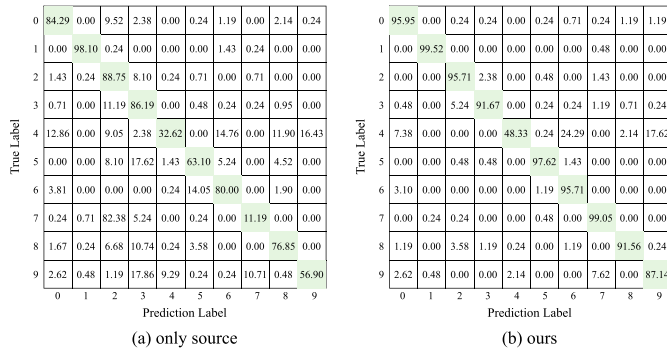 0 84.29 0.00 9.52 2.38 0.00 0.24 1.19 0.00 2.14 0.24
1 0.00 98.10 0.24 0.00 0.00 0.00 1.43 0.24 0.00 0.00
2 1.43 0.24 88.75 8.10 0.24 0.71 0.00 0.71 0.00 0.00
3 0.71 0.00 11.19 86.19 0.00 0.48 0.24 0.24 0.95 0.00
4 12.86 0.00 9.05 2.38 32.62 0.00 14.76 0.00 11.90 16.43
5 0.00 0.00 8.10 17.62 1.43 63.10 5.24 0.00 4.52 0.00
6 3.81 0.00 0.00 0.00 0.24 14.05 80.00 0.00 1.90 0.00
7 0.24 0.71 82.38 5.24 0.00 0.24 0.00 11.19 0.00 0.00
8 1.67 0.24 6.68 10.74 0.24 3.58 0.00 0.00 76.85 0.00
9 2.62 0.48 1.19 17.86 9.29 0.24 0.24 10.71 0.48 56.90
0 1 2 3 4 5 6 7 8 9
True Label
Prediction Label
(a) only source
0 95.95 0.00 0.24 0.24 0.00 0.24 0.71 0.24 1.19 1.19
1 0.00 99.52 0.00 0.00 0.00 0.00 0.00 0.48 0.00 0.00
2 0.00 0.00 95.71 2.38 0.00 0.48 0.00 1.43 0.00 0.00
3 0.48 0.00 5.24 91.67 0.00 0.24 0.24 1.19 0.71 0.24
4 7.38 0.00 0.00 0.00 48.33 0.24 24.29 0.00 2.14 17.62
5 0.00 0.00 0.48 0.48 0.00 97.62 1.43 0.00 0.00 0.00
6 3.10 0.00 0.00 0.00 0.00 1.19 95.71 0.00 0.00 0.00
7 0.00 0.24 0.24 0.00 0.00 0.48 0.00 99.05 0.00 0.00
8 1.19 0.00 3.58 1.19 0.24 0.00 1.19 0.00 91.56 0.24
9 2.62 0.48 0.00 0.00 2.14 0.00 0.00 7.62 0.00 87.14
0 1 2 3 4 5 6 7 8 9
True Label
Prediction Label
(b) ours